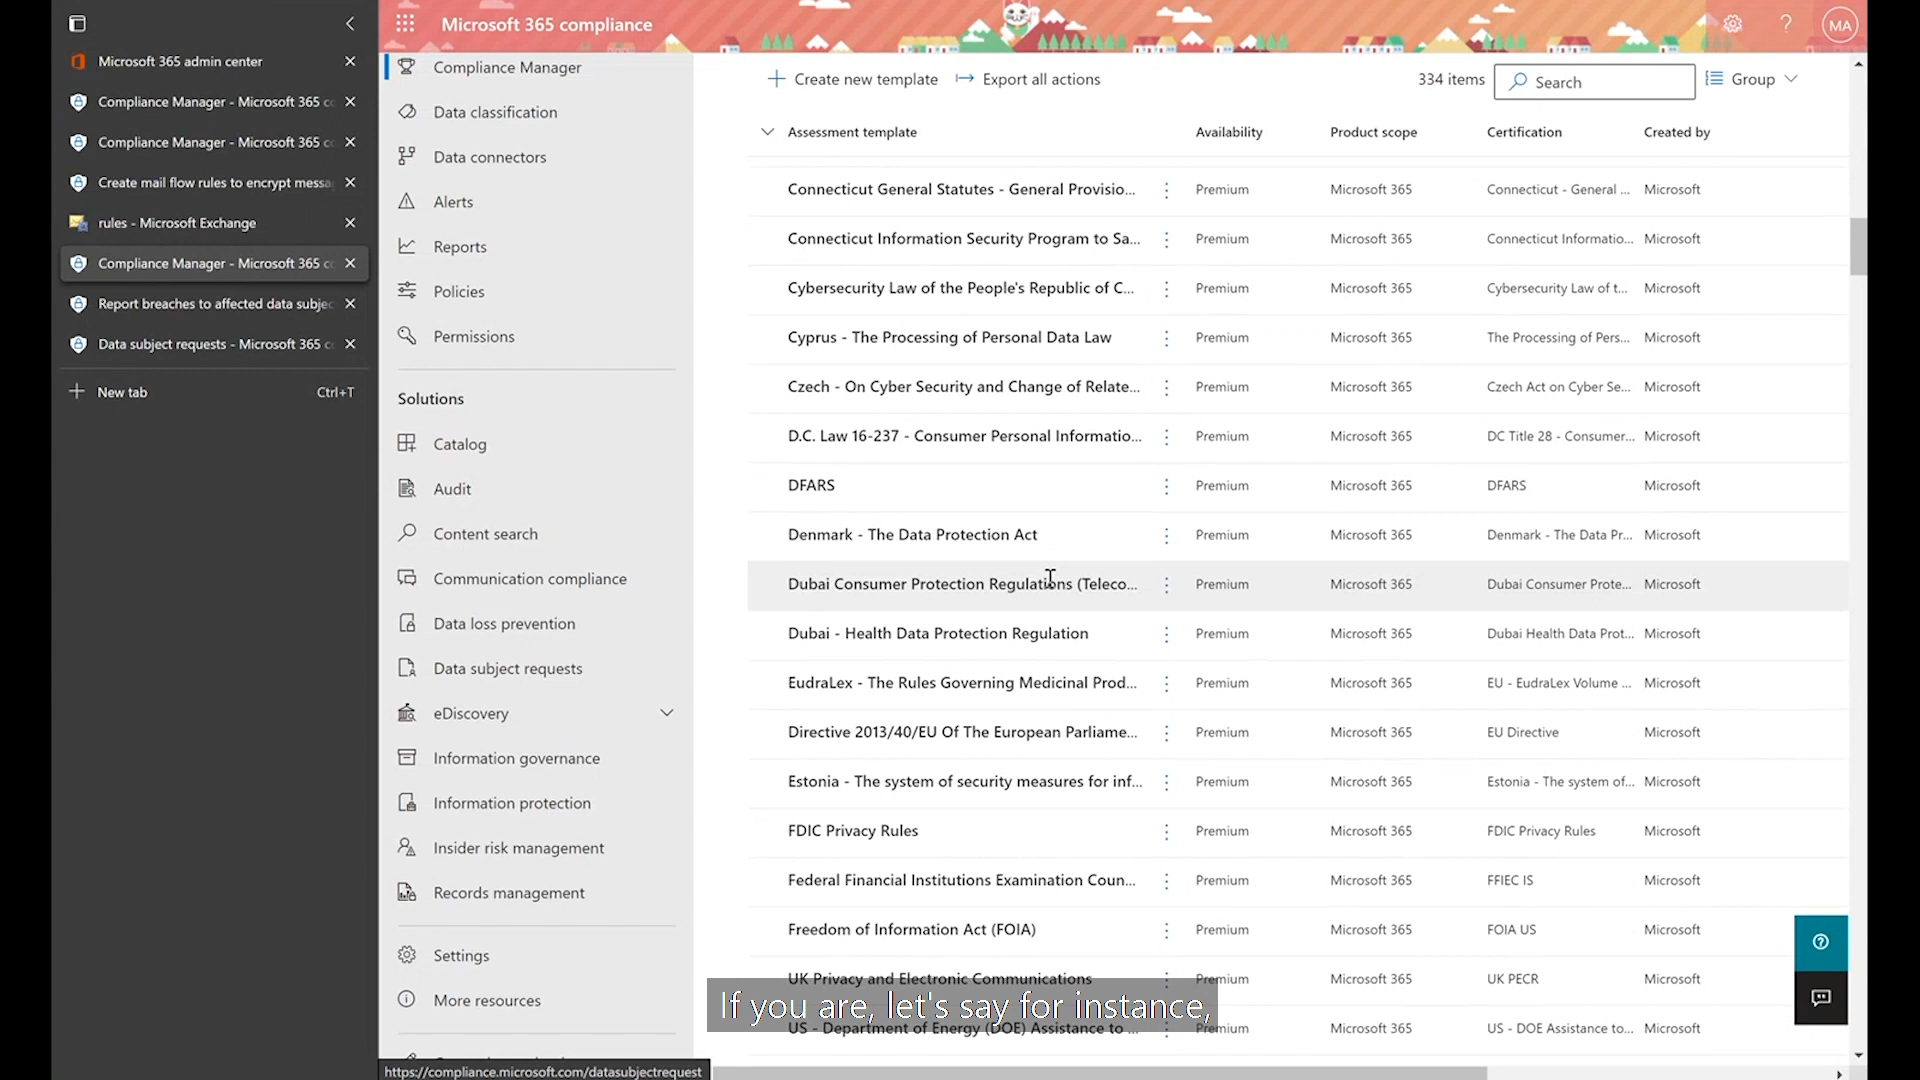 Microsoft 365 admin center
Compliance Manager - Microsoft 365 co
Compliance Manager - Microsoft 365 co
Create mail flow rules to encrypt messa
rules - Microsoft Exchange
Compliance Manager - Microsoft 365 co
Report breaches to affected data subjec
Data subject requests - Microsoft 365 co
New tab Ctrl+T
Microsoft 365 compliance
? MA
Compliance Manager
Data classification
Data connectors
Alerts
Reports
Policies
Permissions
Solutions
Catalog
Audit
Content search
Communication compliance
Data loss prevention
Data subject requests
eDiscovery
Information governance
Information protection
Insider risk management
Records management
Settings
More resources
https://compliance.microsoft.com/datasubjectrequest
Create new template Export all actions 334 items Search Group
Assessment template Availability Product scope Certification Created by
Connecticut General Statutes - General Provisio... Premium Microsoft 365 Connecticut - General ... Microsoft
Connecticut Information Security Program to Sa... Premium Microsoft 365 Connecticut Informatio... Microsoft
Cybersecurity Law of the People's Republic of C... Premium Microsoft 365 Cybersecurity Law of t... Microsoft
Cyprus - The Processing of Personal Data Law Premium Microsoft 365 The Processing of Pers... Microsoft
Czech - On Cyber Security and Change of Relate... Premium Microsoft 365 Czech Act on Cyber Se... Microsoft
D.C. Law 16-237 - Consumer Personal Informatio... Premium Microsoft 365 DC Title 28 - Consumer... Microsoft
DFARS Premium Microsoft 365 DFARS Microsoft
Denmark - The Data Protection Act Premium Microsoft 365 Denmark - The Data Pr... Microsoft
Dubai Consumer Protection Regulations (Teleco... Premium Microsoft 365 Dubai Consumer Prote... Microsoft
Dubai - Health Data Protection Regulation Premium Microsoft 365 Dubai Health Data Prot... Microsoft
EudraLex - The Rules Governing Medicinal Prod... Premium Microsoft 365 EU - EudraLex Volume ... Microsoft
Directive 2013/40/EU Of The European Parliame... Premium Microsoft 365 EU Directive Microsoft
Estonia - The system of security measures for inf... Premium Microsoft 365 Estonia - The system of... Microsoft
FDIC Privacy Rules Premium Microsoft 365 FDIC Privacy Rules Microsoft
Federal Financial Institutions Examination Coun... Premium Microsoft 365 FFIEC IS Microsoft
Freedom of Information Act (FOIA) Premium Microsoft 365 FOIA US Microsoft
UK Privacy and Electronic Communications Premium Microsoft 365 UK PECR Microsoft
If you are, let's say for instance,
US - Department of Energy (DOE) Assistance to ... Premium Microsoft 365 US - DOE Assistance to... Microsoft